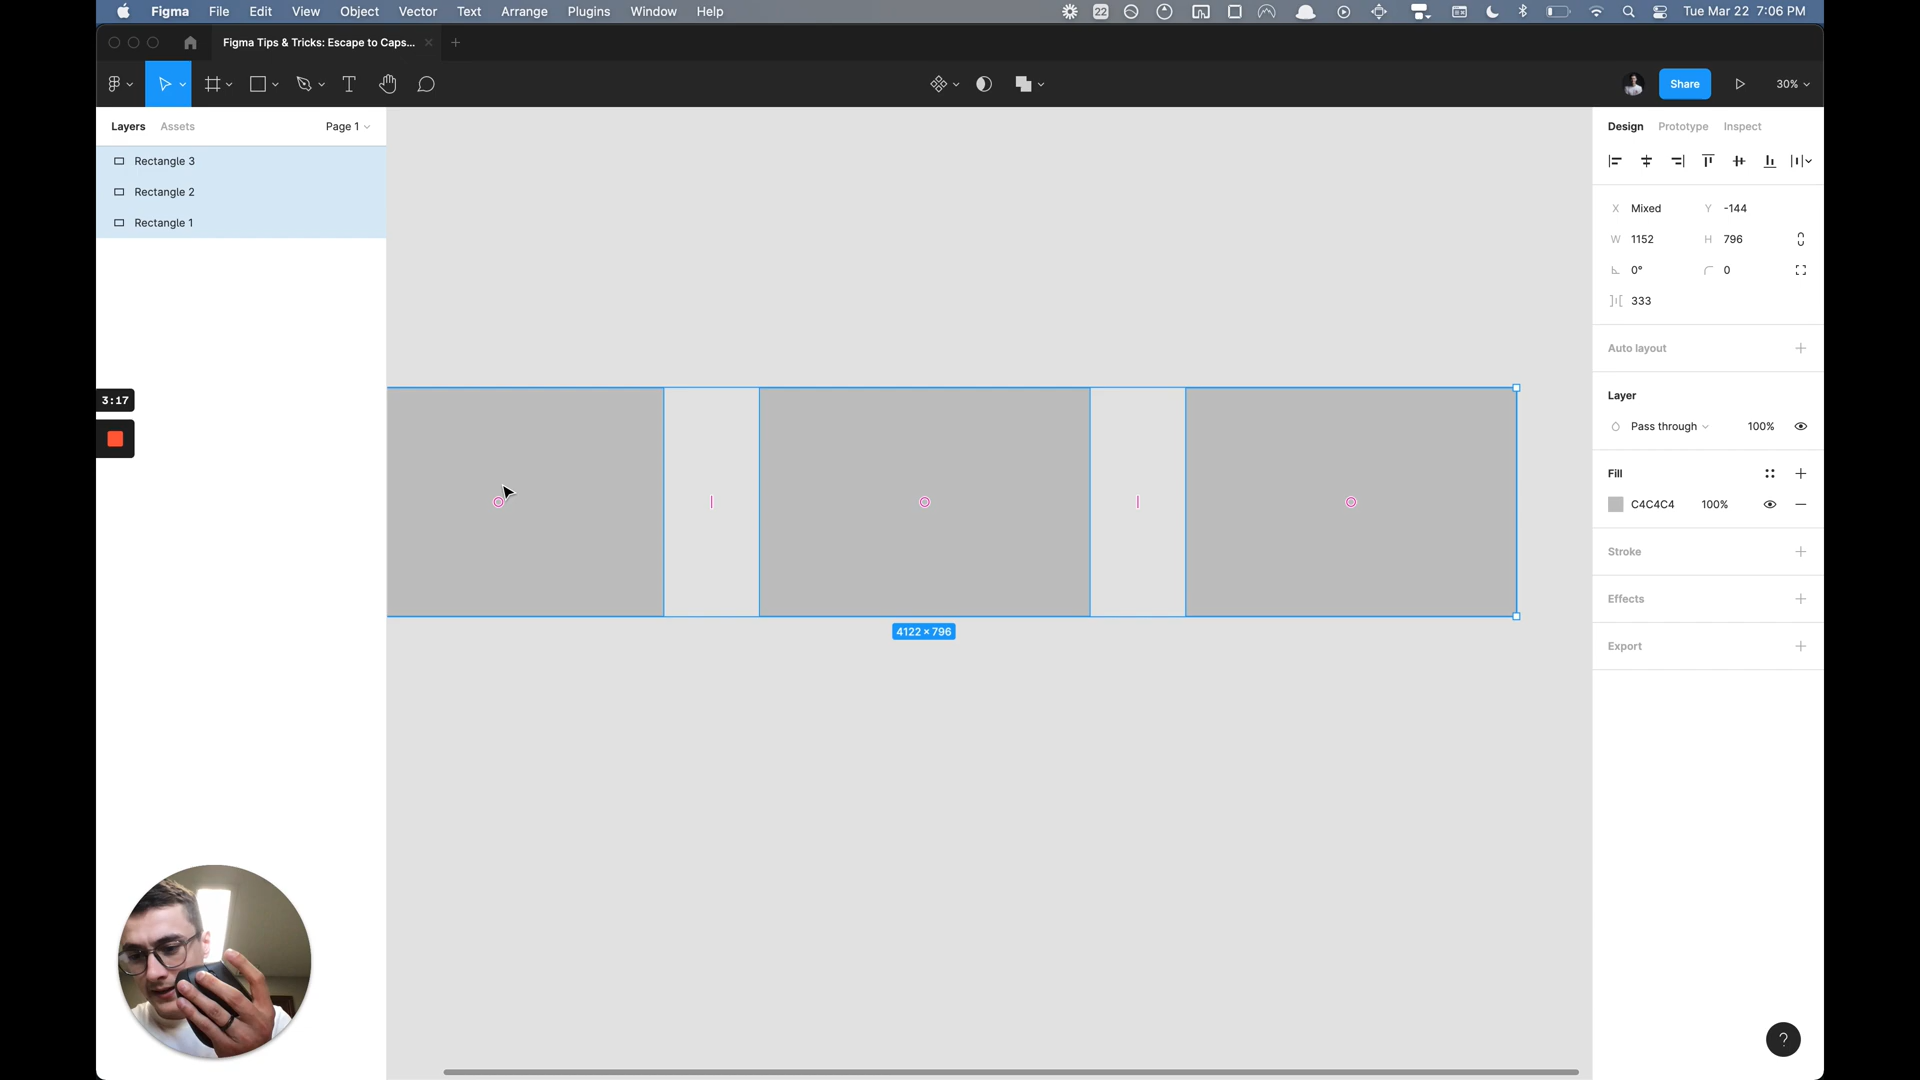 Figma File Edit View Object Vector Text Arrange Plugins Window Help 22 Tue Mar 22 7:06 PM
Figma Tips & Tricks: Escape to Caps...
Share 30%
Layers Assets Page 1
Design Prototype Inspect
Rectangle 3
Rectangle 2
Rectangle 1
X Mixed Y -144
W 1152 H 796
0° 0
333
Auto layout
Layer
Pass through 100%
Fill
C4C4C4 100%
Stroke
Effects
Export
3:17
4122 × 796
?